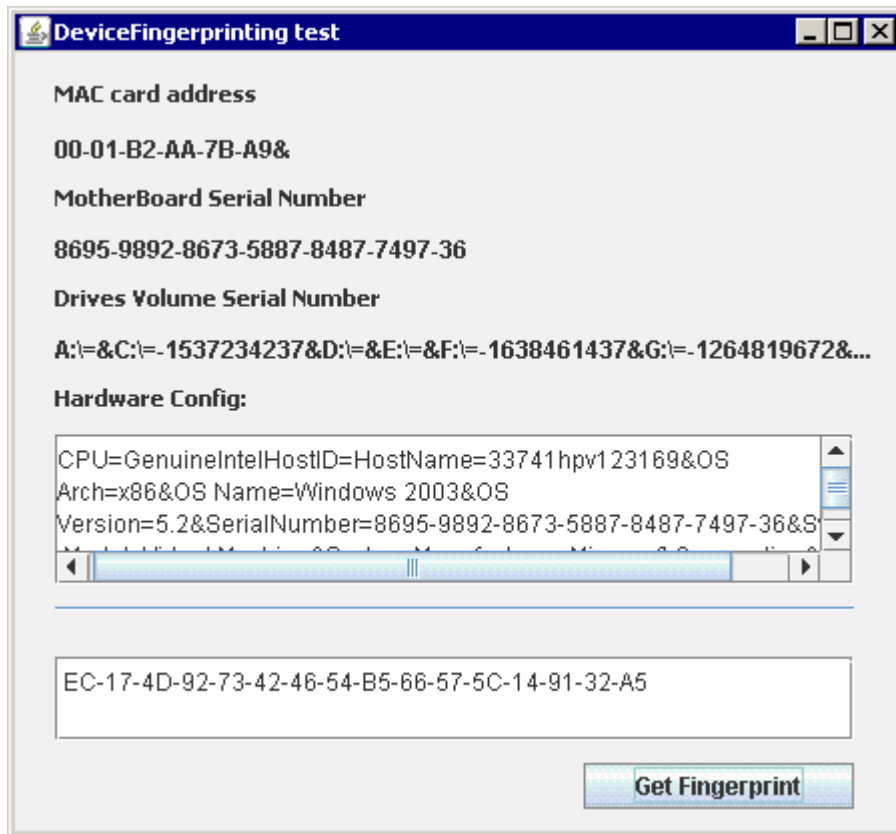 DeviceFingerprinting test
MAC card address
00-01-B2-AA-7B-A9&
MotherBoard Serial Number
8695-9892-8673-5887-8487-7497-36
Drives Volume Serial Number
A:\=&C:\=-1537234237&D:\=&E:\=&F:\=-1638461437&G:\=-1264819672&...
Hardware Config:
CPU=GenuineIntelHostID=HostName=33741hpv123169&OS
Arch=x86&OS Name=Windows 2003&OS
Version=5.2&SerialNumber=8695-9892-8673-5887-8487-7497-36&S
EC-17-4D-92-73-42-46-54-B5-66-57-5C-14-91-32-A5
Get Fingerprint